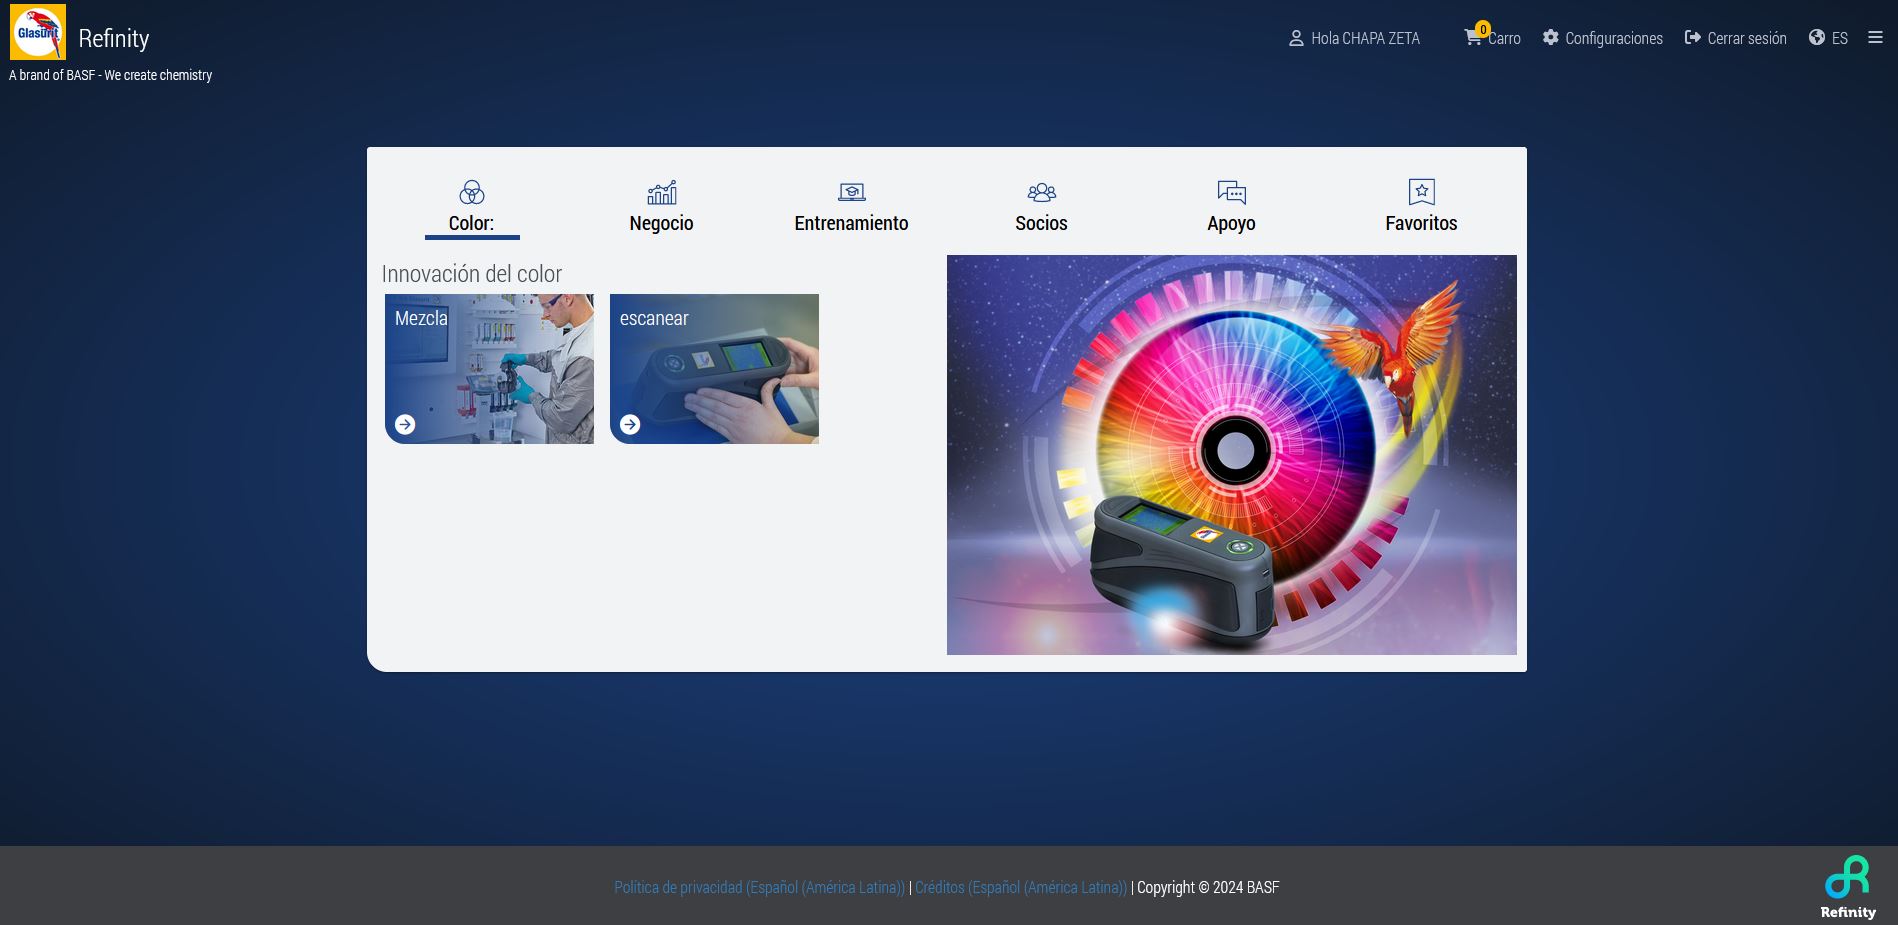 Glasurit
Refinity
A brand of BASF - We create chemistry
Hola CHAPA ZETA
0
Carro
Configuraciones
Cerrar sesión
ES
Color:
Negocio
Entrenamiento
Socios
Apoyo
Favoritos
Innovación del color
Mezcla
escanear
Política de privacidad (Español (América Latina)) | Créditos (Español (América Latina)) | Copyright © 2024 BASF
Refinity